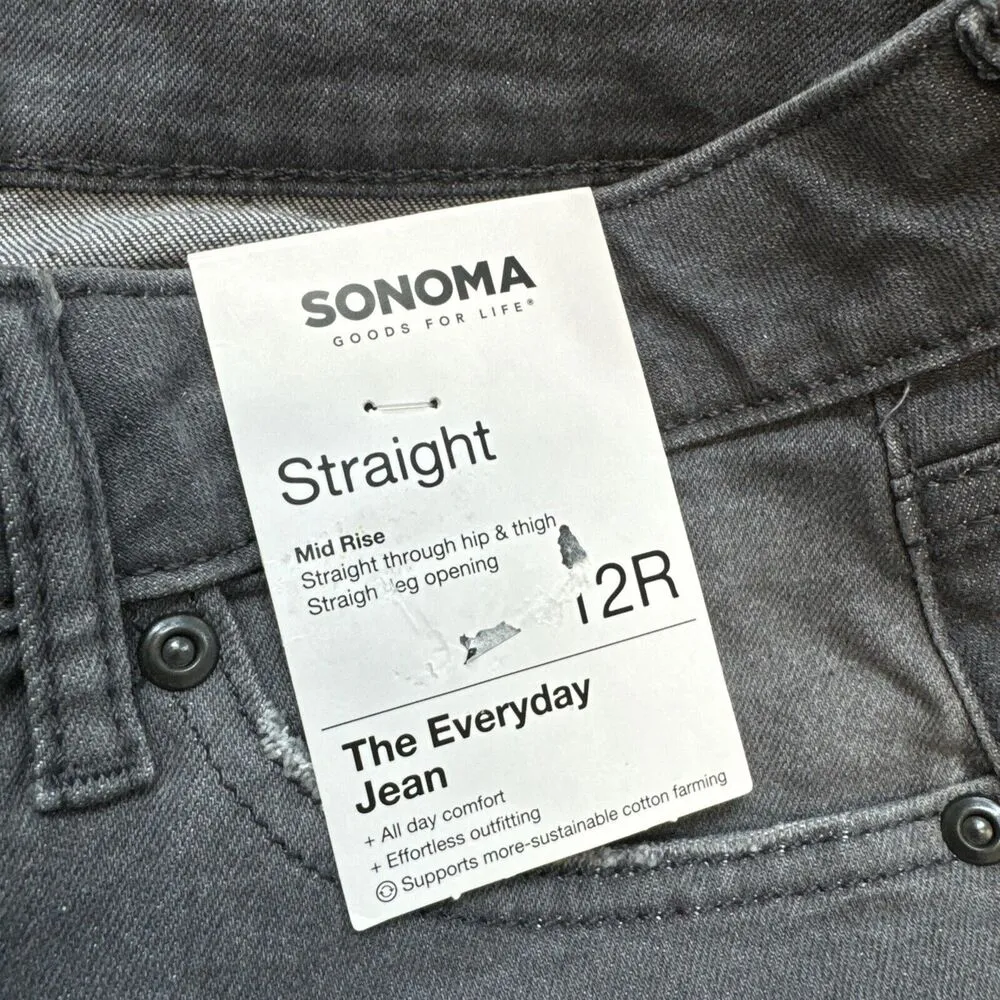 SONOMA
GOODS FOR LIFE®
Straight
Mid Rise
Straight through hip & thigh
Straigh eg opening
12R
The Everyday
Jean
+ All day comfort
+ Effortless outfitting
Supports more-sustainable cotton farming